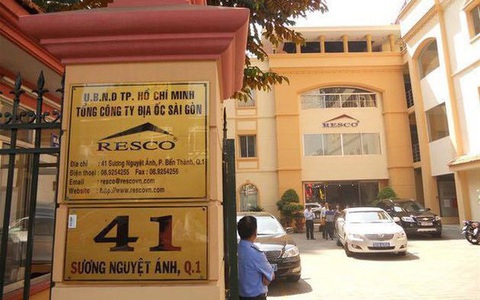 U.B.N.D TP. HỒ CHÍ MINH
TỔNG CÔNG TY ĐỊA ỐC SÀI GÒN
RESCO
Địa chỉ : 41 Sương Nguyệt Ánh, P. Bến Thành, Q.1
Điện thoại : 08.9254255 Fax: 08.9254256
Email : resco@rescovn.com
Website : http://www.rescovn.com
41
SƯƠNG NGUYỆT ÁNH, Q.1
RESCO